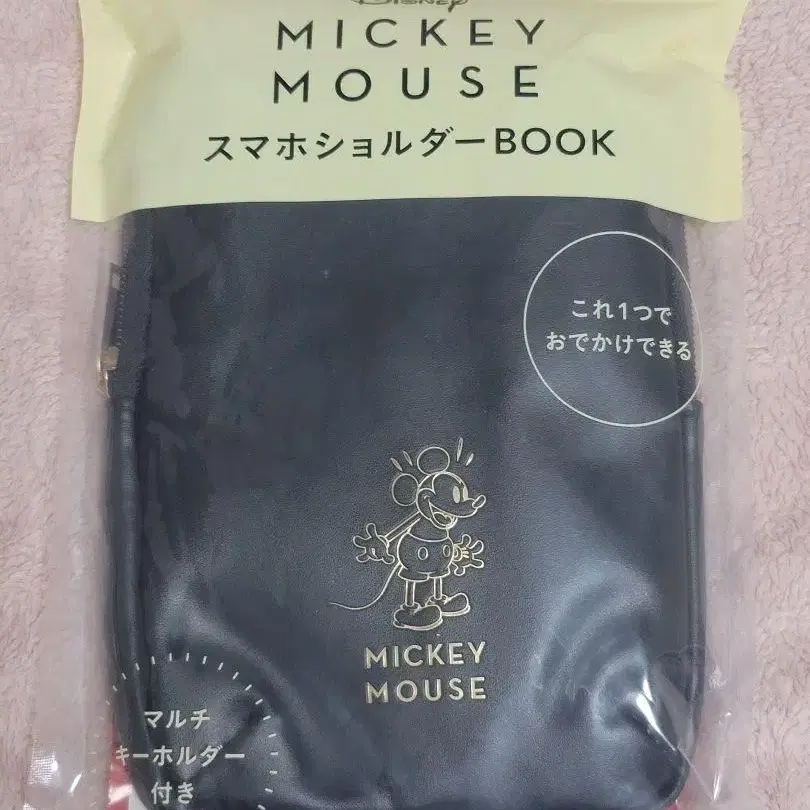 Disney
MICKEY
MOUSE
スマホショルダーBOOK
これ1つで
おでかけできる
MICKEY
MOUSE
マルチ
キーホルダー
付き